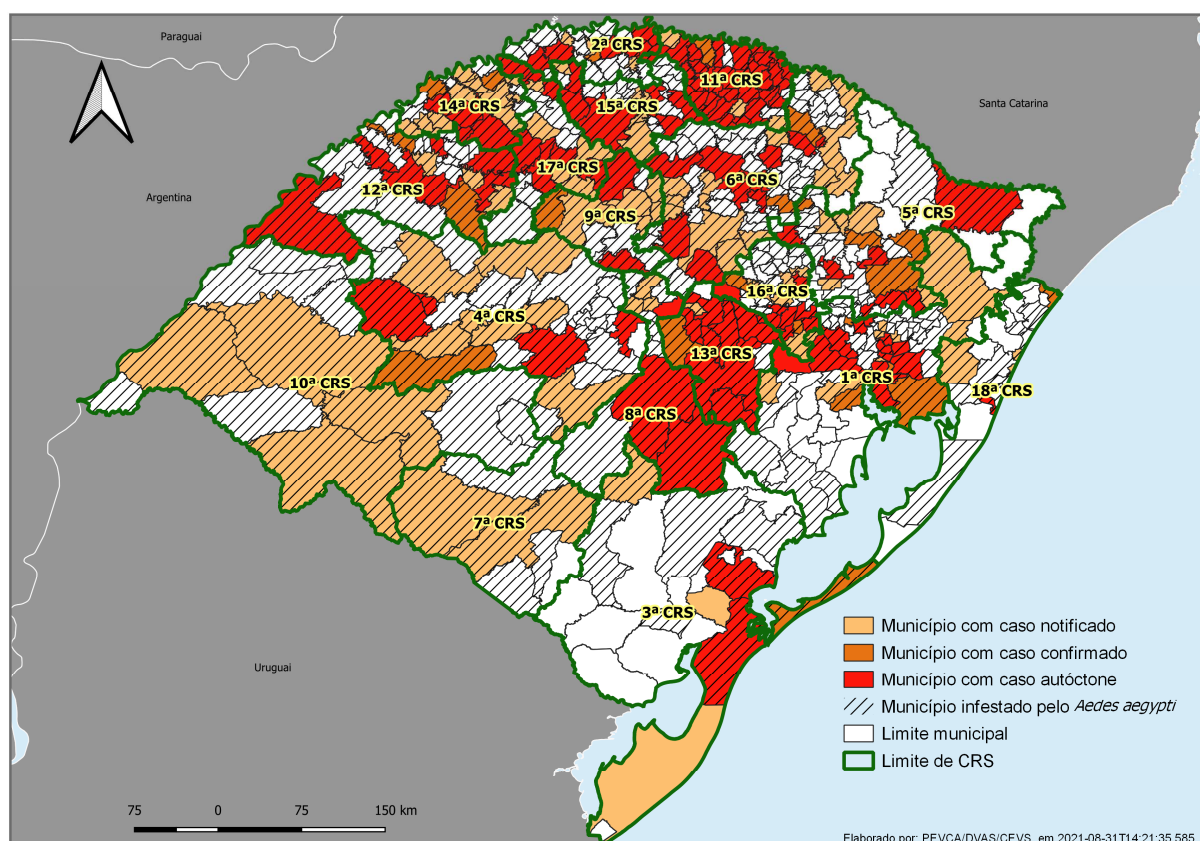 Paraguai
Santa Catarina
Argentina
Uruguai
2ª CRS
11ª CRS
14ª CRS
15ª CRS
17ª CRS
6ª CRS
12ª CRS
9ª CRS
5ª CRS
16ª CRS
4ª CRS
13ª CRS
10ª CRS
1ª CRS
18ª CRS
8ª CRS
7ª CRS
3ª CRS
Município com caso notificado
Município com caso confirmado
Município com caso autóctone
Município infestado pelo Aedes aegypti
Limite municipal
Limite de CRS
75 0 75 150 km
Elaborado por: PEVCA/DVAS/CEVS, em 2021-08-31T14:21:35.585